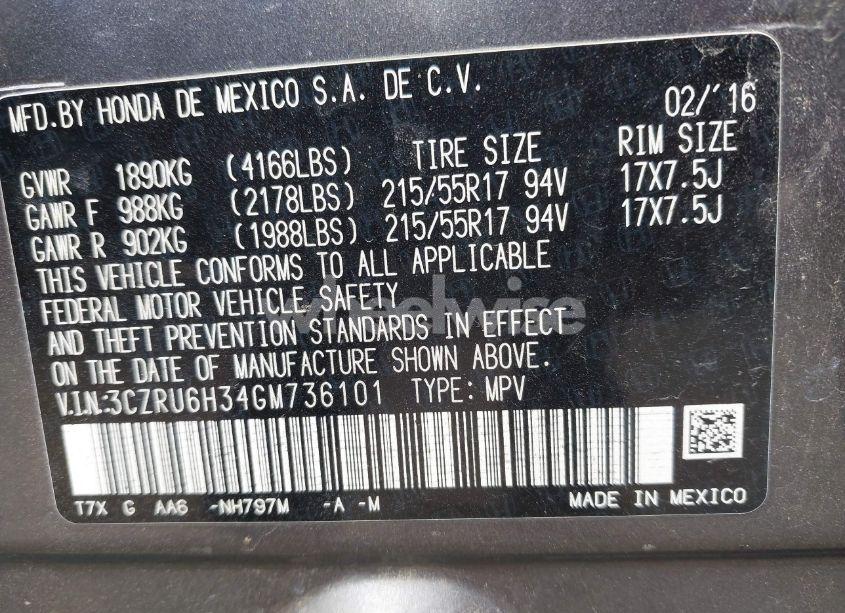 MFD.BY HONDA DE MEXICO S.A. DE C.V. 02/'16
GVWR 1890KG (4166LBS) TIRE SIZE RIM SIZE
GAWR F 988KG (2178LBS) 215/55R17 94V 17X7.5J
GAWR R 902KG (1988LBS) 215/55R17 94V 17X7.5J
THIS VEHICLE CONFORMS TO ALL APPLICABLE
FEDERAL MOTOR VEHICLE SAFETY
AND THEFT PREVENTION STANDARDS IN EFFECT
ON THE DATE OF MANUFACTURE SHOWN ABOVE.
V.I.N:3CZRU6H34GM736101 TYPE: MPV
T7X G AA6 -NH797M -A -M MADE IN MEXICO
wheelwise